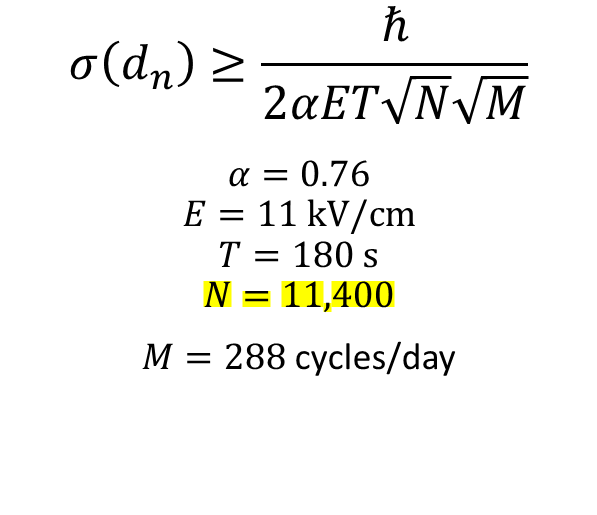 σ(dₙ) ≥ ħ / 2αET√N√M
α = 0.76
E = 11 kV/cm
T = 180 s
N = 11,400
M = 288 cycles/day